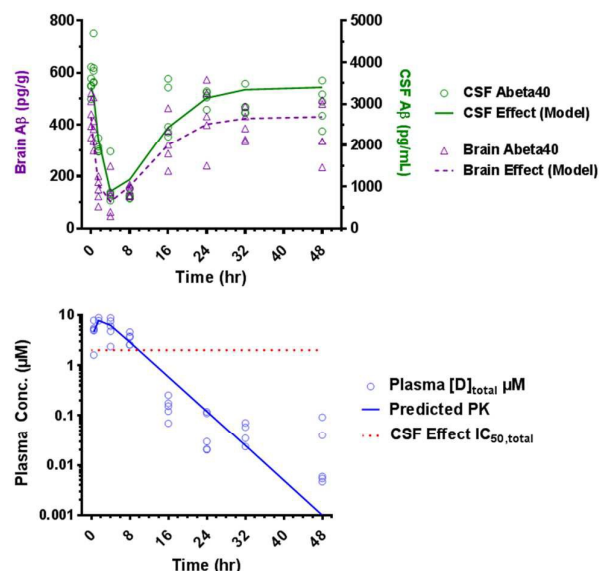 800
600
400
200
0
Brain Aβ (pg/g)
5000
4000
3000
2000
1000
0
CSF Aβ
(pg/mL)
0
8
16
24
32
40
48
Time (hr)
CSF Abeta40
CSF Effect (Model)
Brain Abeta40
Brain Effect (Model)
10
1
0.1
0.01
0.001
Plasma Conc. (µM)
0
8
16
24
32
40
48
Time (hr)
Plasma [D]total µM
Predicted PK
CSF Effect IC50,total